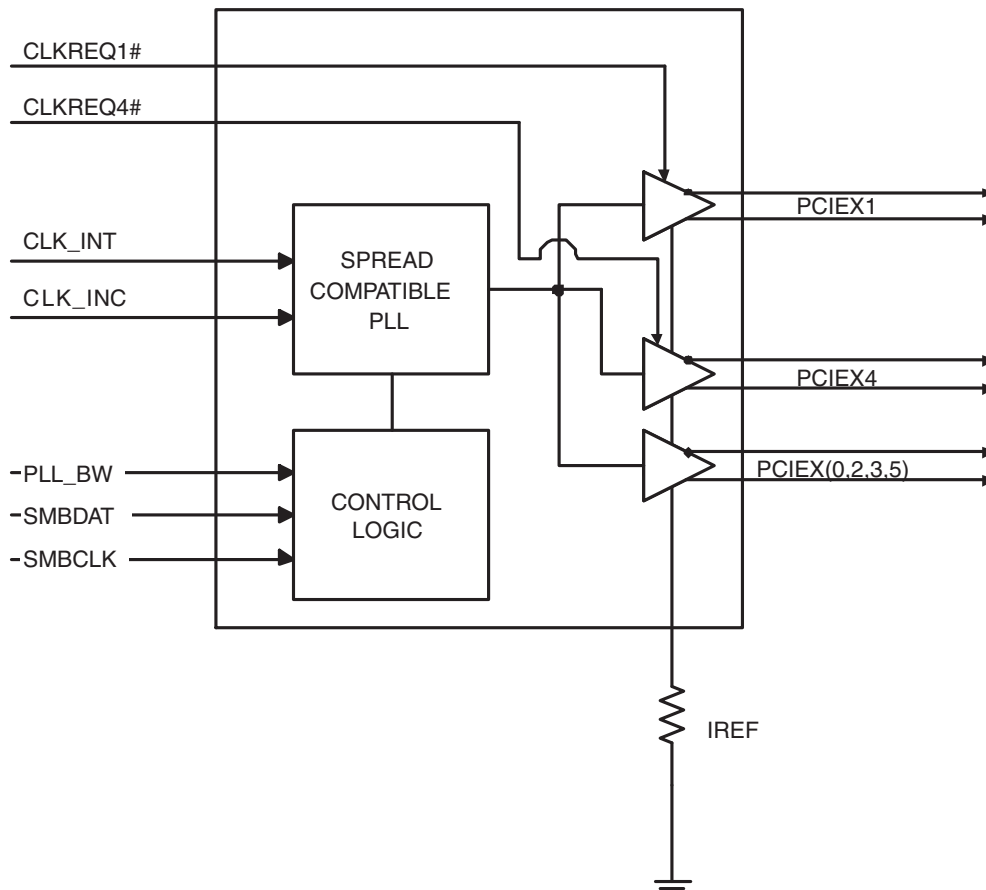 CLKREQ1#
CLKREQ4#
PCIEX1
CLK_INT
SPREAD
COMPATIBLE
PLL
CLK_INC
PCIEX4
PLL_BW
PCIEX(0,2,3,5)
CONTROL
LOGIC
SMBDAT
SMBCLK
IREF